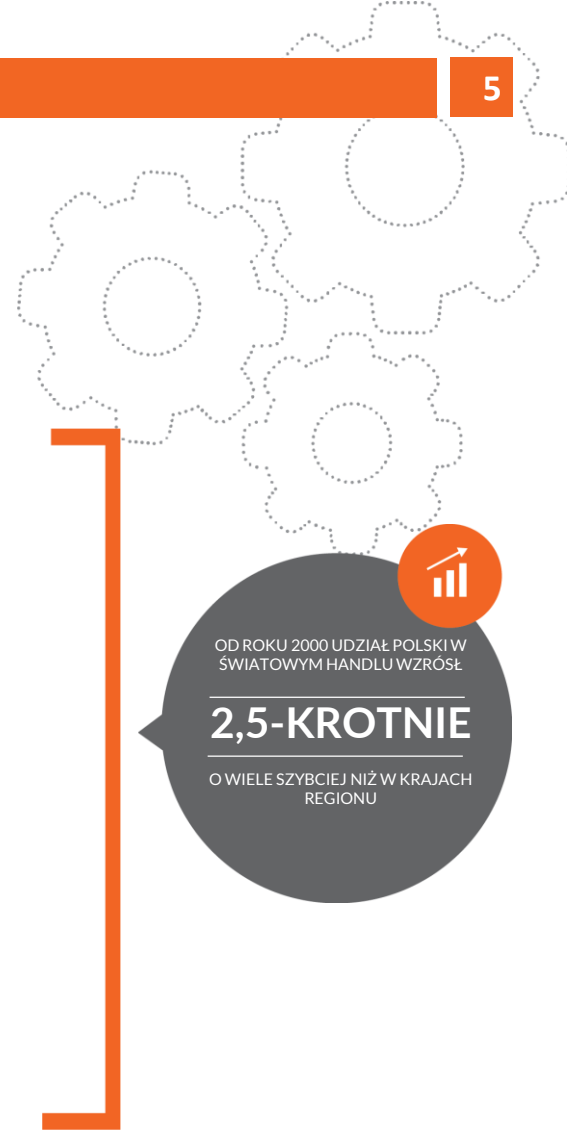 5
OD ROKU 2000 UDZIAŁ POLSKI W
ŚWIATOWYM HANDLU WZRÓSŁ
2,5-KROTNIE
O WIELE SZYBCIEJ NIŻ W KRAJACH
REGIONU